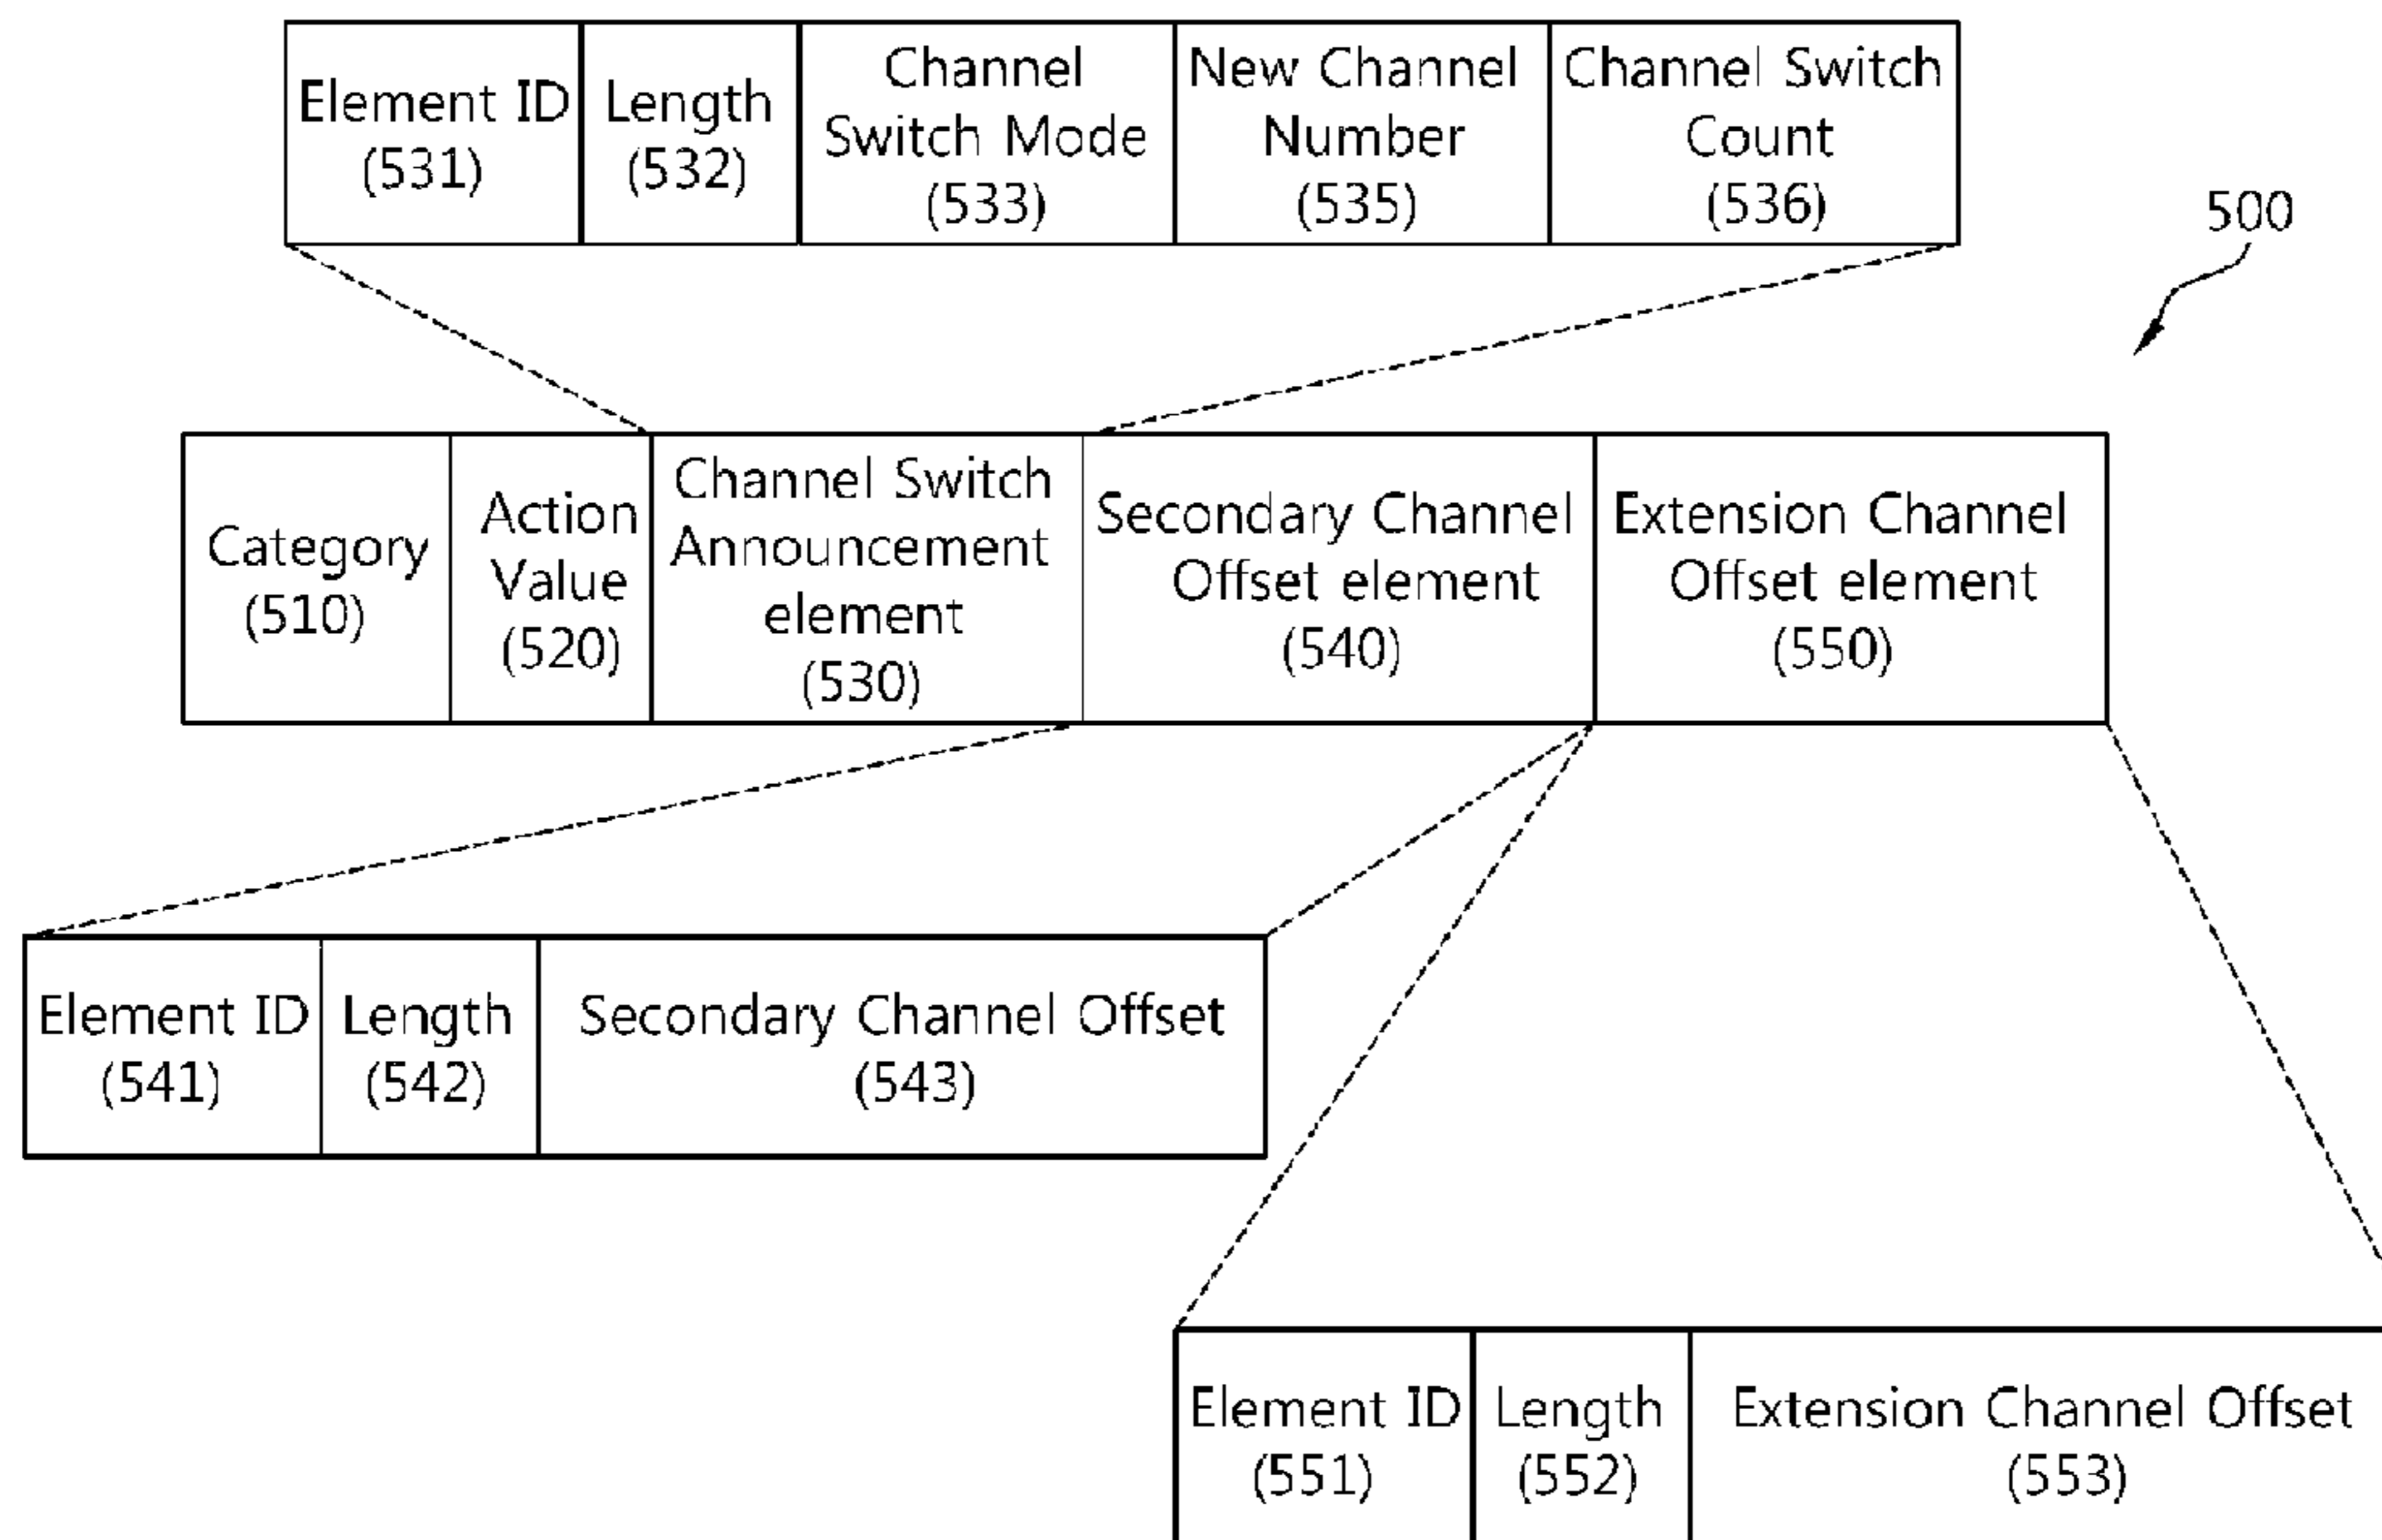 Element ID
(531)
Length
(532)
Channel
Switch Mode
(533)
New Channel
Number
(535)
Channel Switch
Count
(536)
500
Category
(510)
Action
Value
(520)
Channel Switch
Announcement
element
(530)
Secondary Channel
Offset element
(540)
Extension Channel
Offset element
(550)
Element ID
(541)
Length
(542)
Secondary Channel Offset
(543)
Element ID
(551)
Length
(552)
Extension Channel Offset
(553)